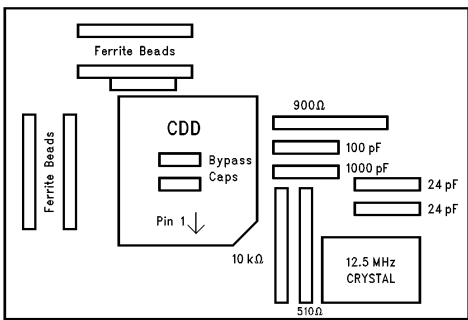 Ferrite Beads
Ferrite Beads
CDD
Bypass
Caps
Pin 1
900Ω
100 pF
1000 pF
24 pF
24 pF
10 kΩ
12.5 MHz
CRYSTAL
510Ω